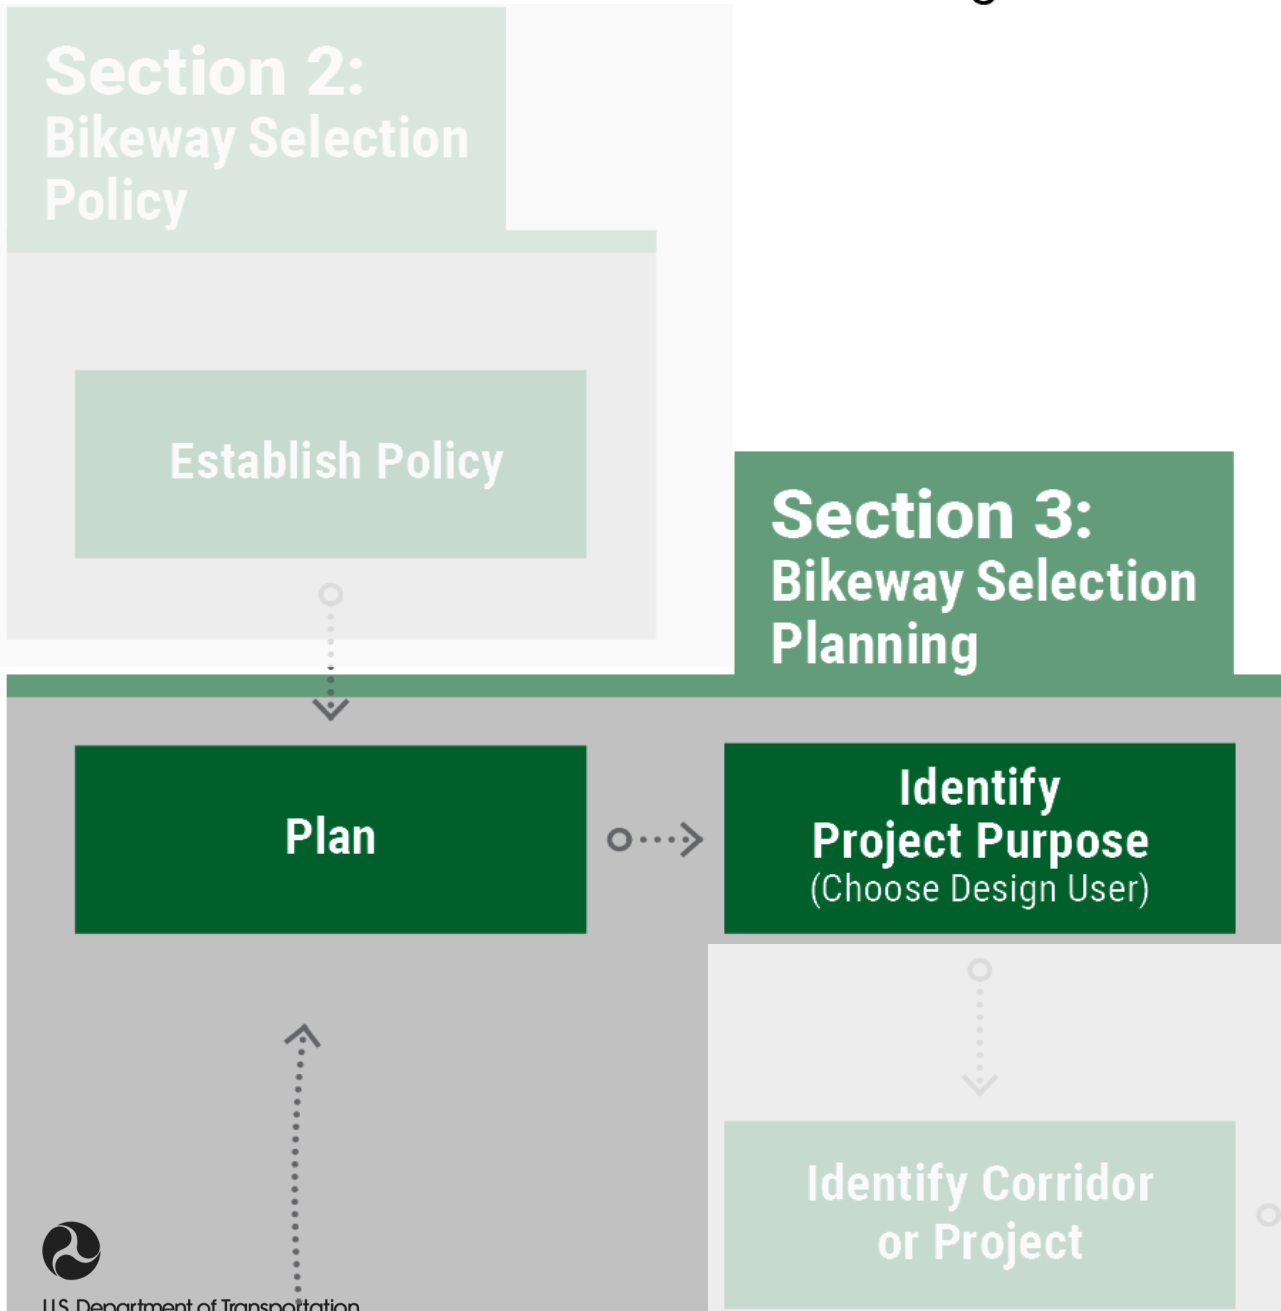 Section 2:
Bikeway Selection
Policy
Establish Policy
Section 3:
Bikeway Selection
Planning
Plan
Identify
Project Purpose
(Choose Design User)
Identify Corridor
or Project
U.S. Department of Transportation